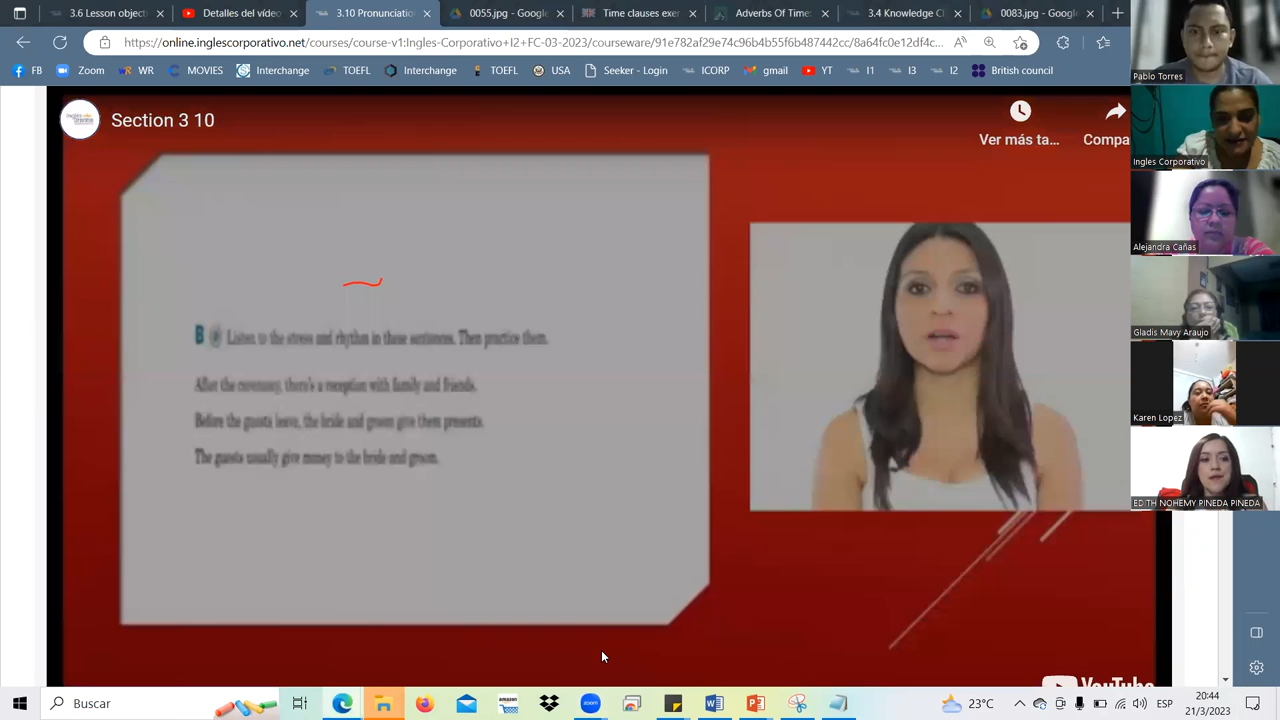 3.6 Lesson objecti
Detalles del vídeo
3.10 Pronunciation
0055.jpg - Google
Time clauses exer
Adverbs Of Time:
3.4 Knowledge C
0083.jpg - Google
https://online.inglescorporativo.net/courses/course-v1:Ingles-Corporativo+I2+FC-03-2023/courseware/91e782af29e74c96b4b55f6b487442cc/8a64fc0e12df4c...
FB
Zoom
WR
MOVIES
Interchange
TOEFL
Interchange
TOEFL
USA
Seeker - Login
ICORP
gmail
YT
I1
I3
I2
British council
Section 3 10
Ver más ta...
Compa
B Listen to the stress and rhythm in these sentences. Then practice them.
After the ceremony, there's a reception with family and friends.
Before the guests leave, the bride and groom give them presents.
The guests usually give money to the bride and groom.
YouTube
Pablo Torres
Ingles Corporativo
Alejandra Cañas
Gladis Mavy Araujo
Karen Lopez
EDITH NOHEMY PINEDA PINEDA
Buscar
23°C
ESP
20:44
21/3/2023